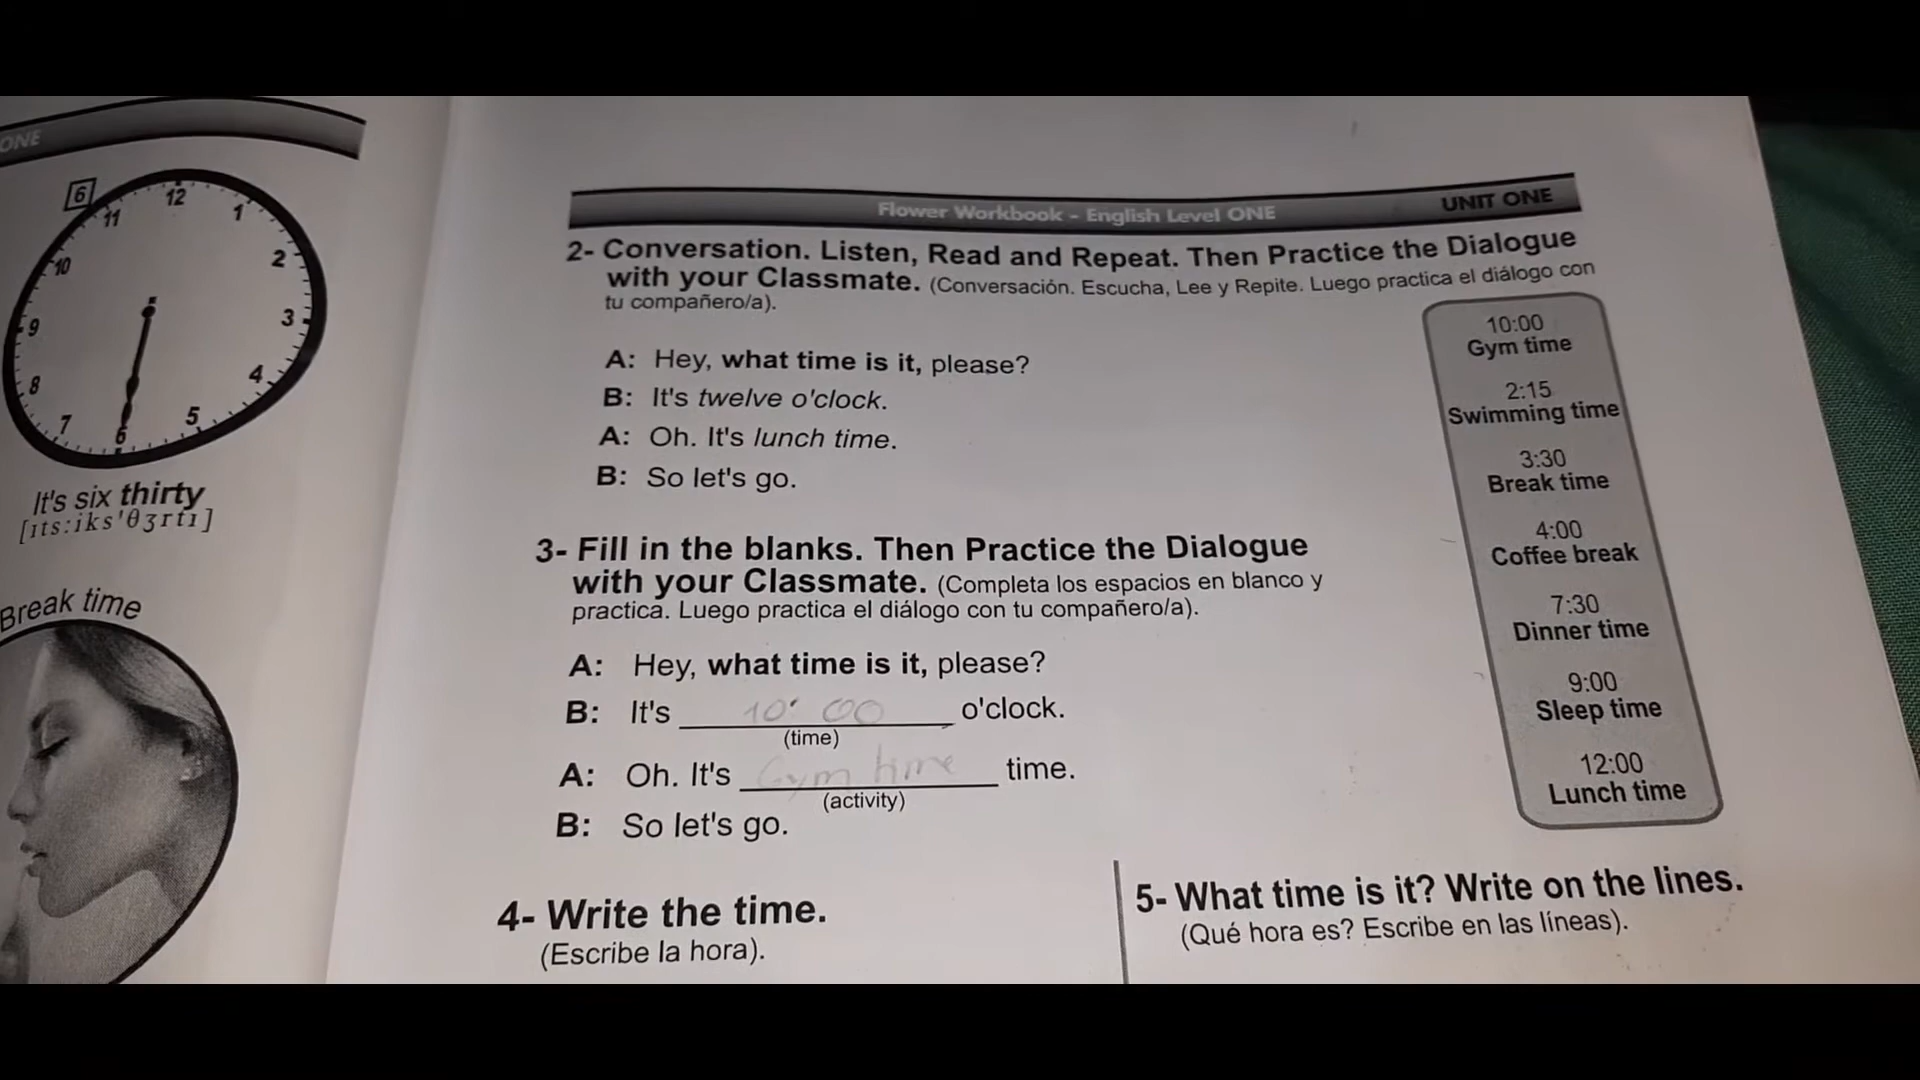 ONE
6
12
11
1
10
2
9
3
8
4
7
5
6
It's six thirty
[ɪts:iks'θɜrtɪ]
Break time
Flower Workbook - English Level ONE
UNIT ONE
2- Conversation. Listen, Read and Repeat. Then Practice the Dialogue
with your Classmate. (Conversación. Escucha, Lee y Repite. Luego practica el diálogo con
tu compañero/a).
A: Hey, what time is it, please?
B: It's twelve o'clock.
A: Oh. It's lunch time.
B: So let's go.
10:00
Gym time
2:15
Swimming time
3:30
Break time
4:00
Coffee break
7:30
Dinner time
9:00
Sleep time
12:00
Lunch time
3- Fill in the blanks. Then Practice the Dialogue
with your Classmate. (Completa los espacios en blanco y
practica. Luego practica el diálogo con tu compañero/a).
A: Hey, what time is it, please?
B: It's 10:00 o'clock.
(time)
A: Oh. It's Gym time time.
(activity)
B: So let's go.
4- Write the time.
(Escribe la hora).
5- What time is it? Write on the lines.
(Qué hora es? Escribe en las líneas).